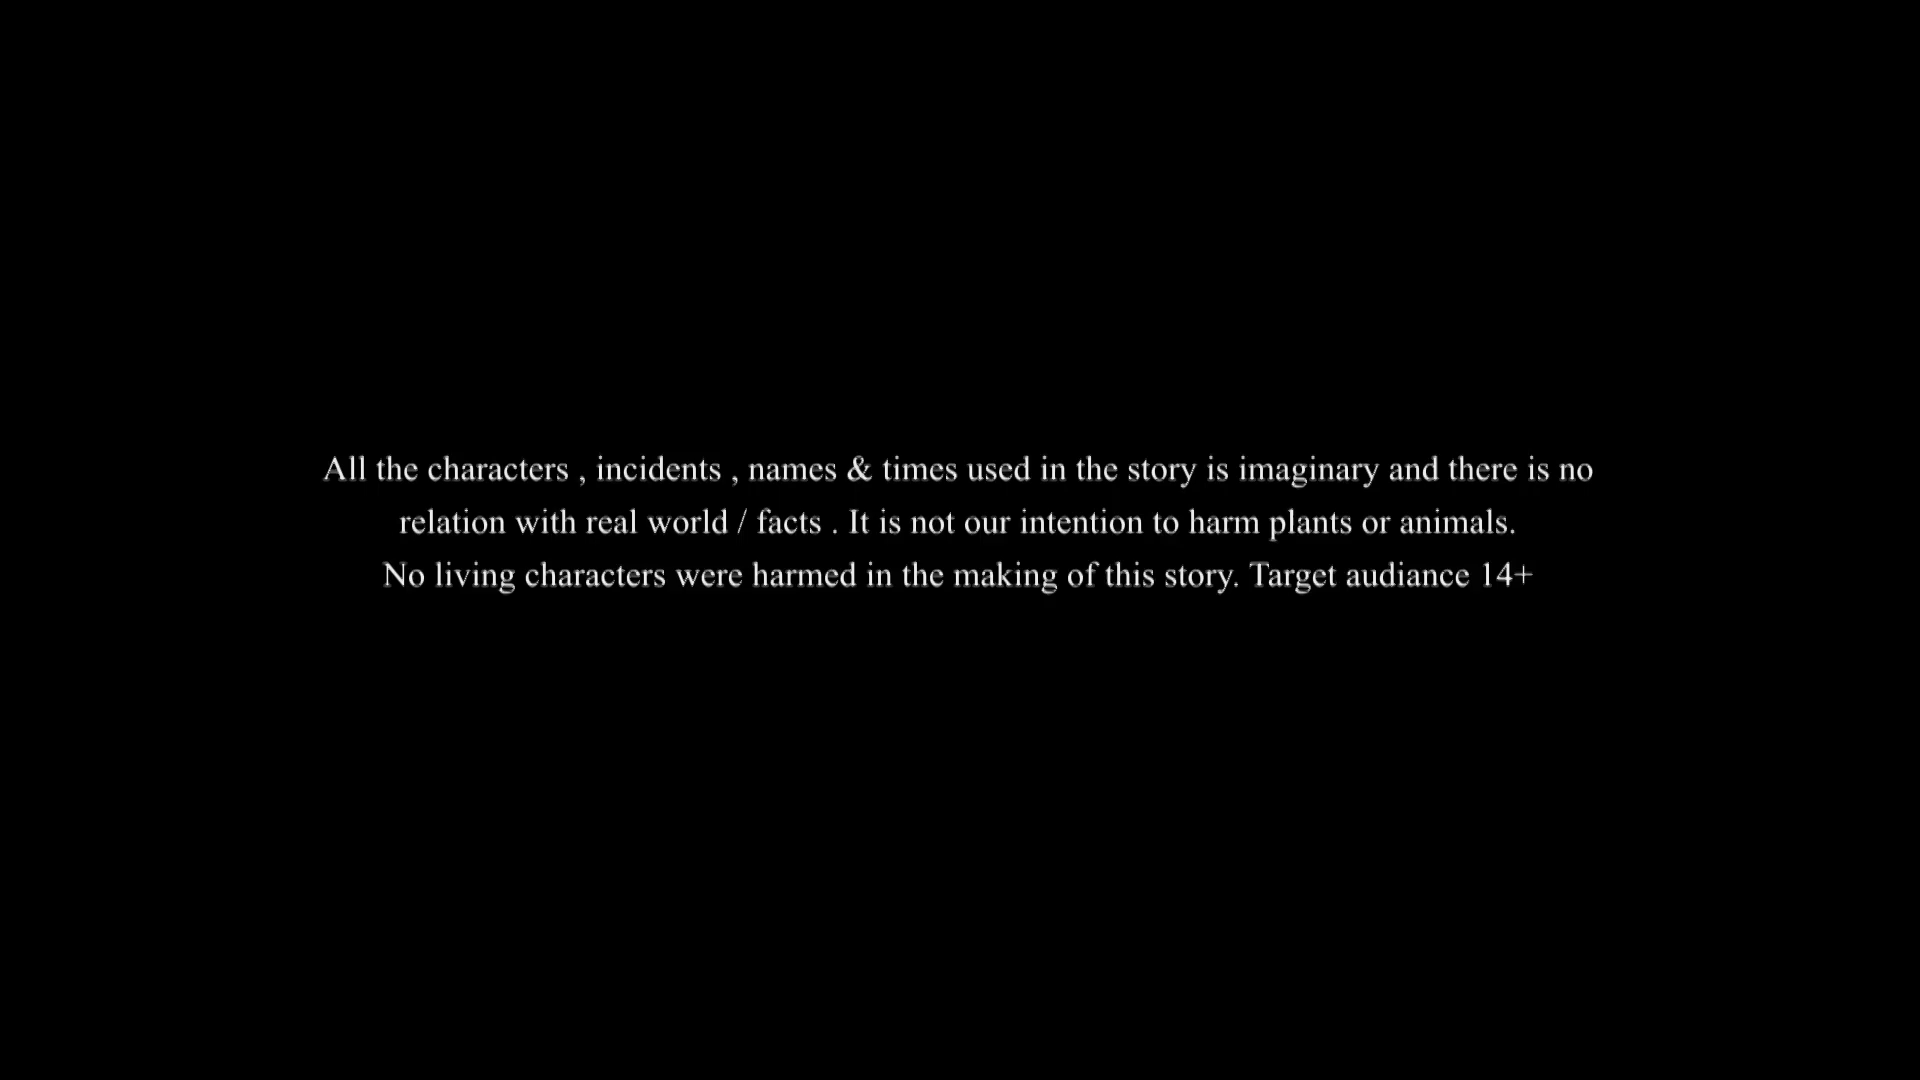 All the characters , incidents , names & times used in the story is imaginary and there is no
relation with real world / facts . It is not our intention to harm plants or animals.
No living characters were harmed in the making of this story. Target audiance 14+